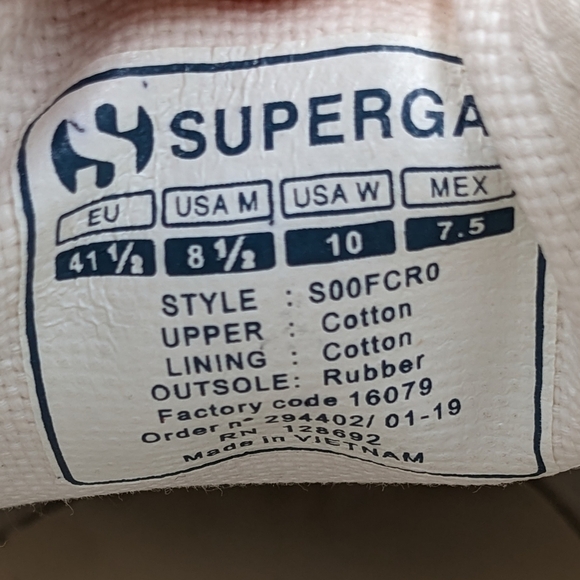 SUPERGA
EU USA M USA W MEX
41 1/2 8 1/2 10 7.5
STYLE : S00FCR0
UPPER : Cotton
LINING : Cotton
OUTSOLE: Rubber
Factory code 16079
Order n° 294402/ 01-19
RN 128692
Made in VIETNAM